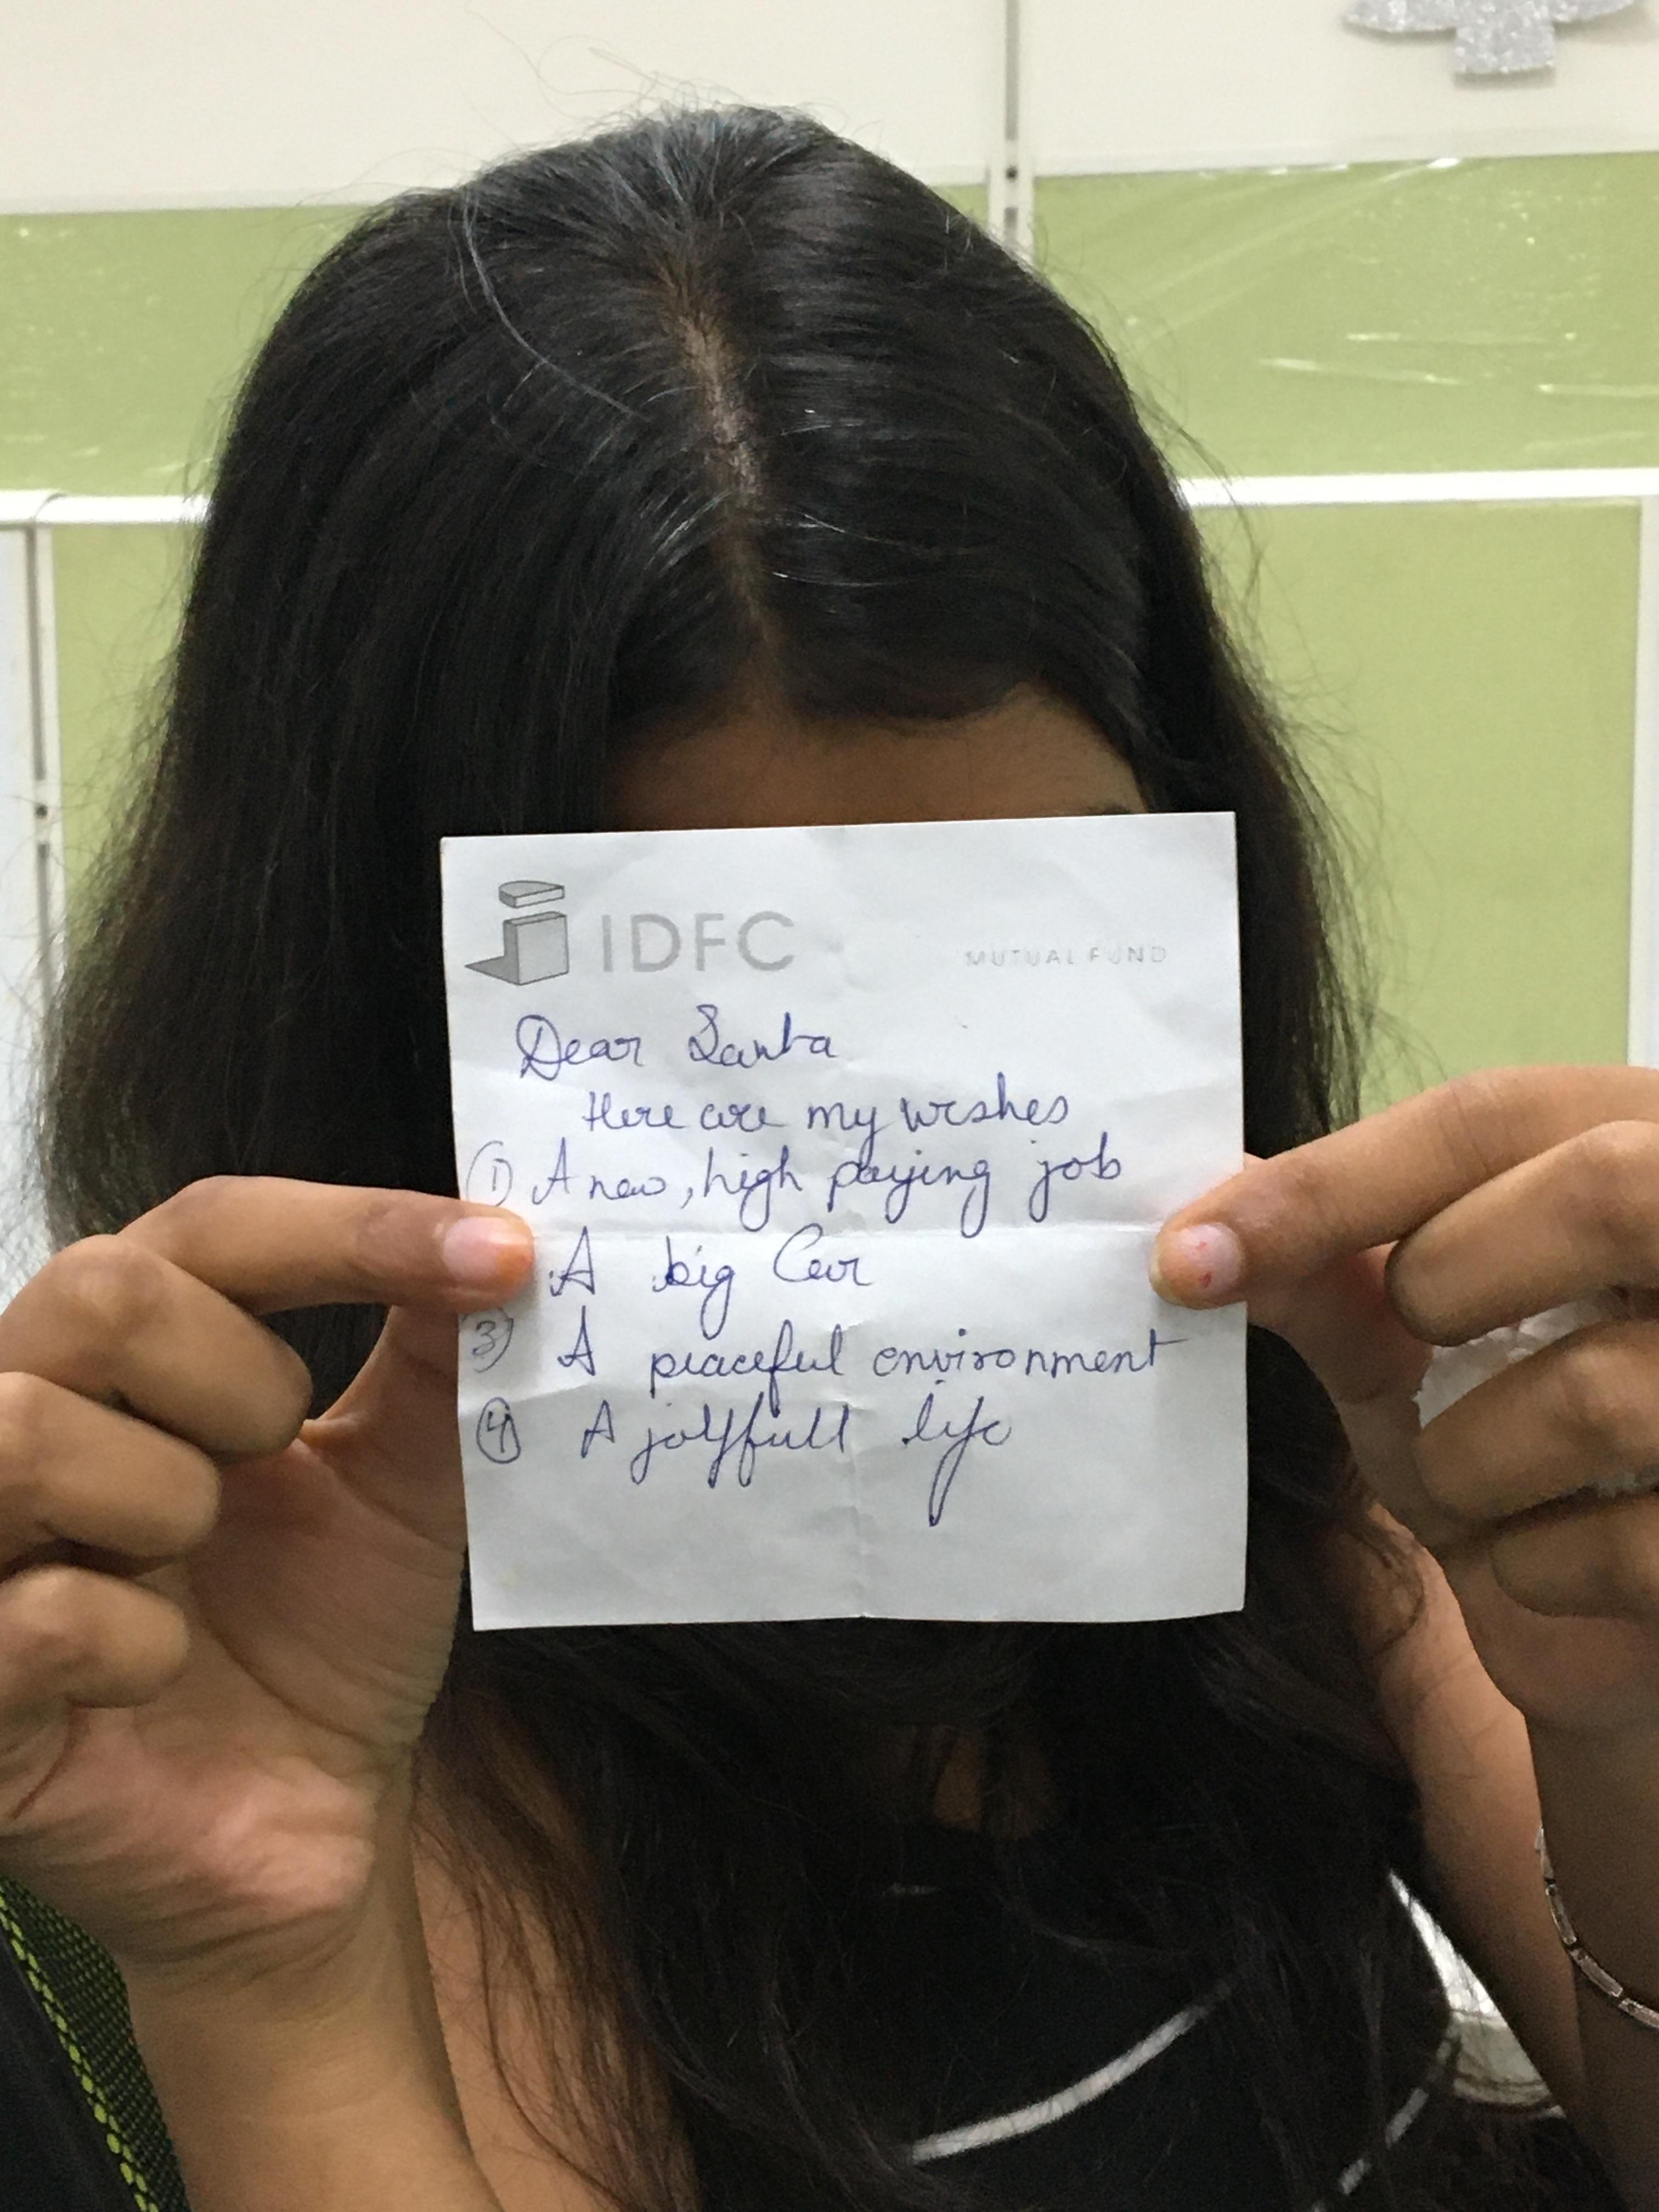 IDFC MUTUAL FUND
Dear Santa
Here are my wishes
1 A new, high paying job
A big Car
3 A peaceful environment
4 A joyfull life